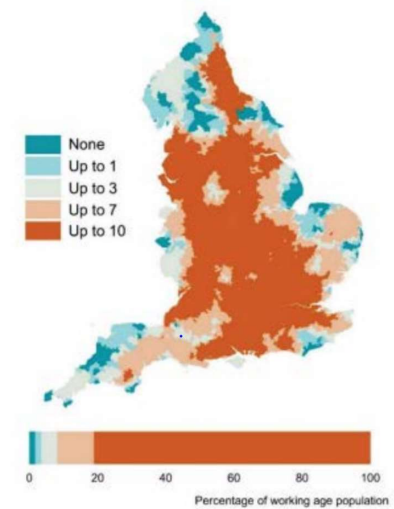 None
Up to 1
Up to 3
Up to 7
Up to 10
0 20 40 60 80 100
Percentage of working age population